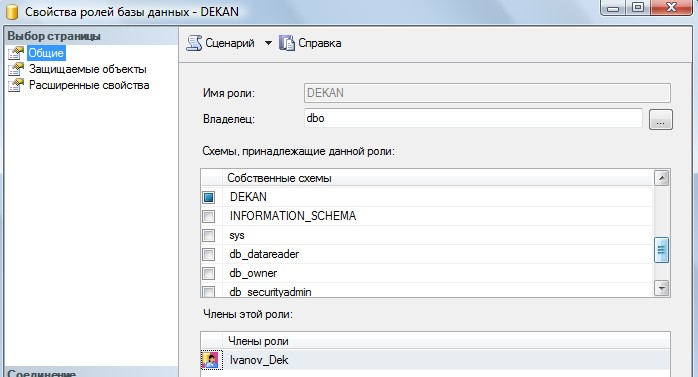 Свойства ролей базы данных - DEKAN
Выбор страницы
Общие
Защищаемые объекты
Расширенные свойства
Сценарий
Справка
Имя роли:
DEKAN
Владелец:
dbo
...
Схемы, принадлежащие данной роли:
Собственные схемы
DEKAN
INFORMATION_SCHEMA
sys
db_datareader
db_owner
db_securityadmin
Члены этой роли:
Члены роли
Ivanov_Dek
Соединение